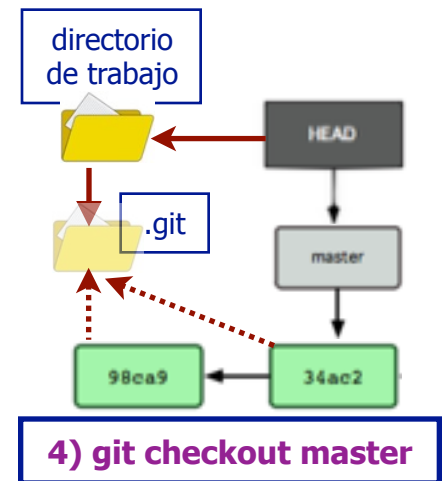 directorio
de trabajo
HEAD
.git
master
98ca9
34ac2
4) git checkout master